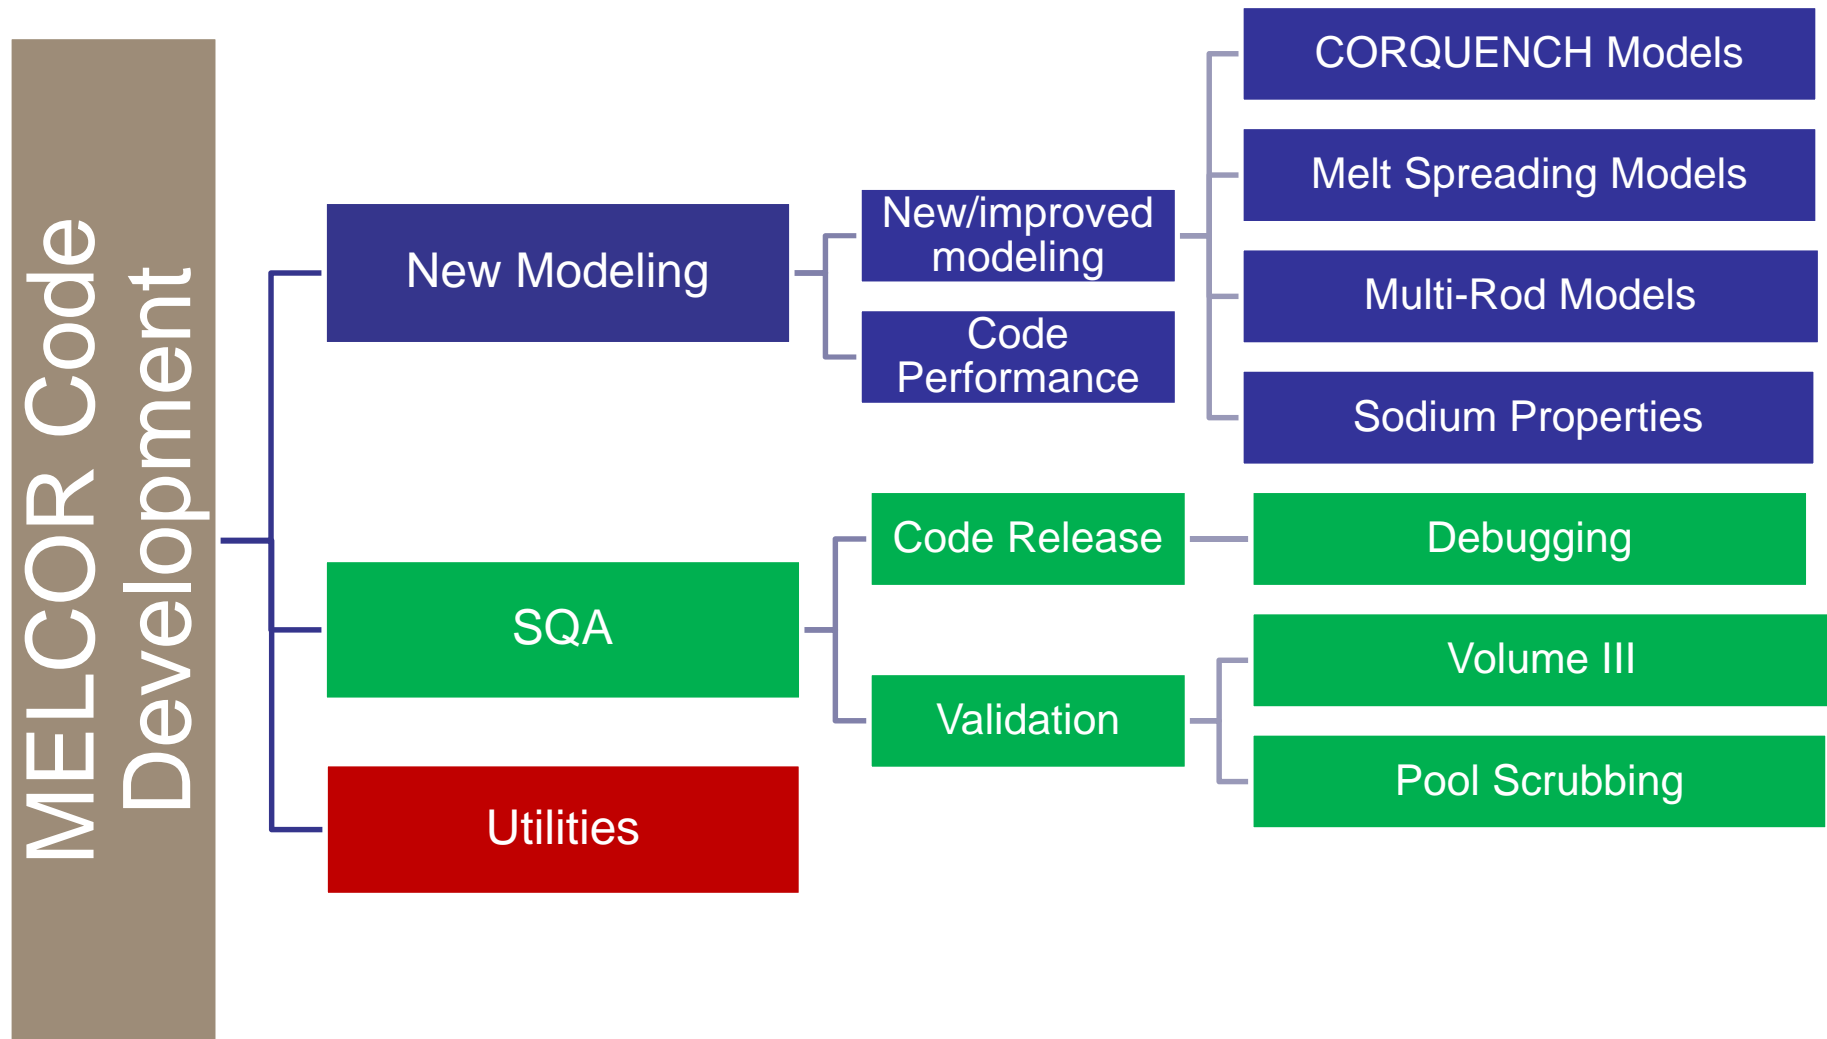 MELCOR Code
Development
New Modeling
New/improved
modeling
Code
Performance
CORQUENCH Models
Melt Spreading Models
Multi-Rod Models
Sodium Properties
SQA
Code Release
Debugging
Validation
Volume III
Pool Scrubbing
Utilities